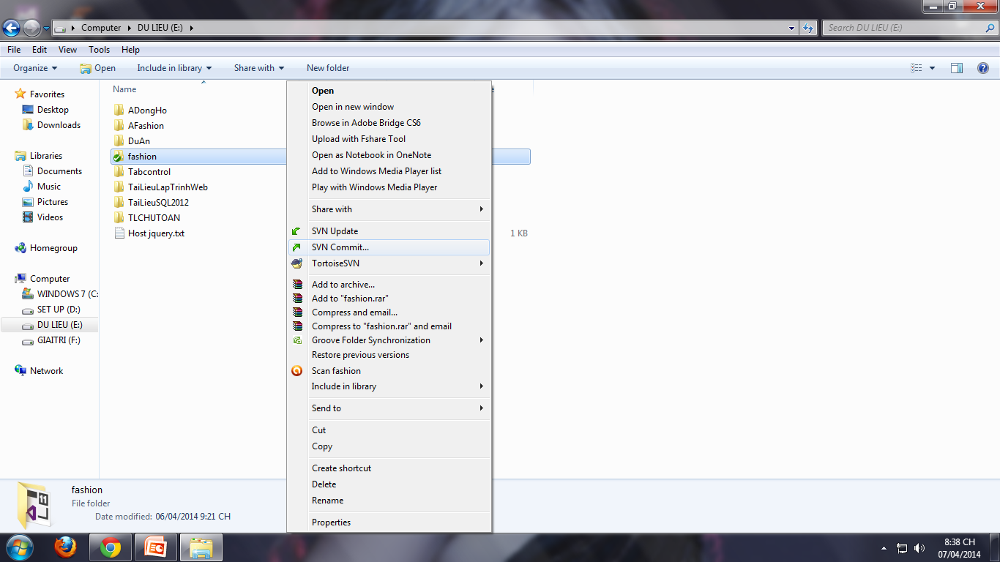 Computer DU LIEU (E:) Search DU LIEU (E:)
File Edit View Tools Help
Organize Open Include in library Share with New folder
Name
Favorites
Desktop
Downloads
Libraries
Documents
Music
Pictures
Videos
Homegroup
Computer
WINDOWS 7 (C:
SET UP (D:)
DU LIEU (E:)
GIAITRI (F:)
Network
ADongHo
AFashion
DuAn
fashion
Tabcontrol
TaiLieuLapTrinhWeb
TaiLieuSQL2012
TLCHUTOAN
Host jquery.txt 1 KB
Open
Open in new window
Browse in Adobe Bridge CS6
Upload with Fshare Tool
Open as Notebook in OneNote
Add to Windows Media Player list
Play with Windows Media Player
Share with
SVN Update
SVN Commit...
TortoiseSVN
Add to archive...
Add to "fashion.rar"
Compress and email...
Compress to "fashion.rar" and email
Groove Folder Synchronization
Restore previous versions
Scan fashion
Include in library
Send to
Cut
Copy
Create shortcut
Delete
Rename
Properties
fashion
File folder
Date modified: 06/04/2014 9:21 CH
11
8:38 CH
07/04/2014